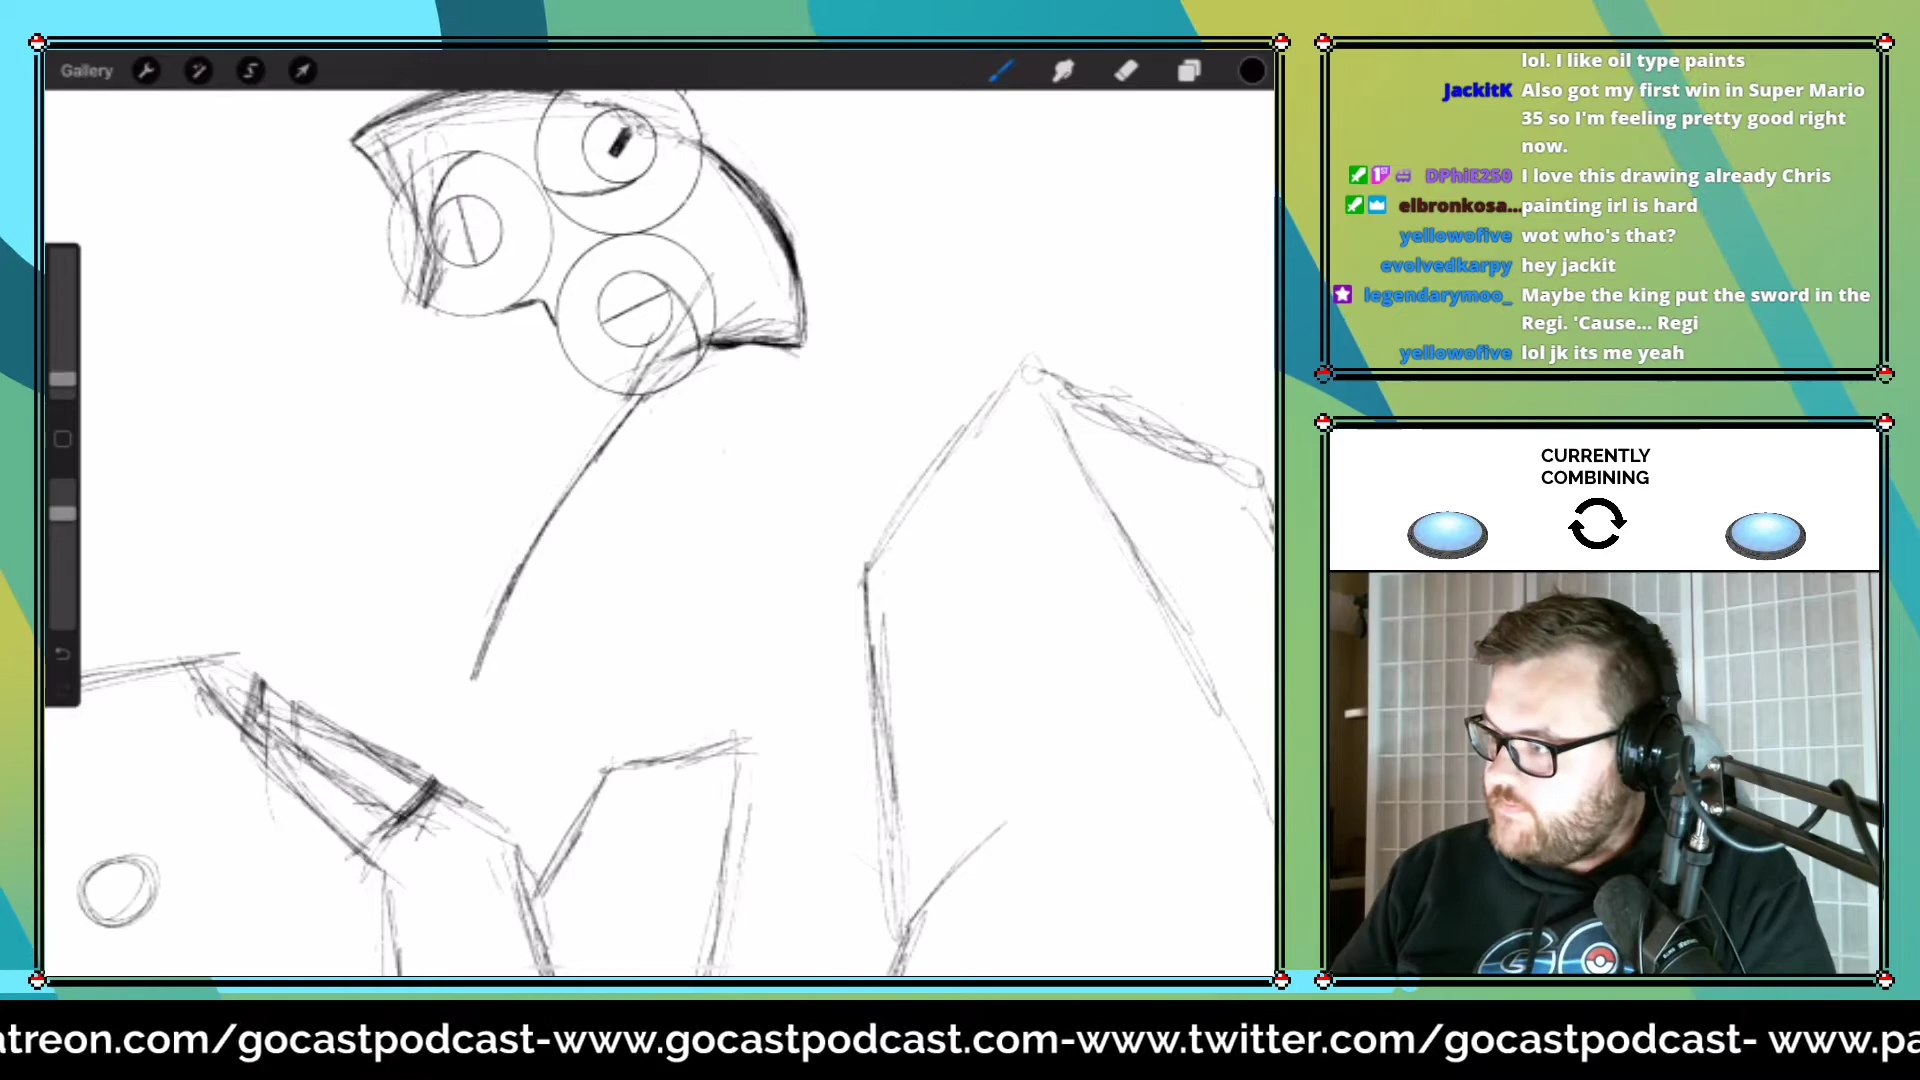 Gallery
lol. I like oil type paints
JackitK Also got my first win in Super Mario
35 so I'm feeling pretty good right
now.
DPhiE250 I love this drawing already Chris
elbronkosa... painting irl is hard
yellowofive wot who's that?
evolvedkarpy hey jackit
legendarymoo_ Maybe the king put the sword in the
Regi. 'Cause... Regi
yellowofive lol jk its me yeah
CURRENTLY
COMBINING
GO
atreon.com/gocastpodcast-www.gocastpodcast.com-www.twitter.com/gocastpodcast- www.pa